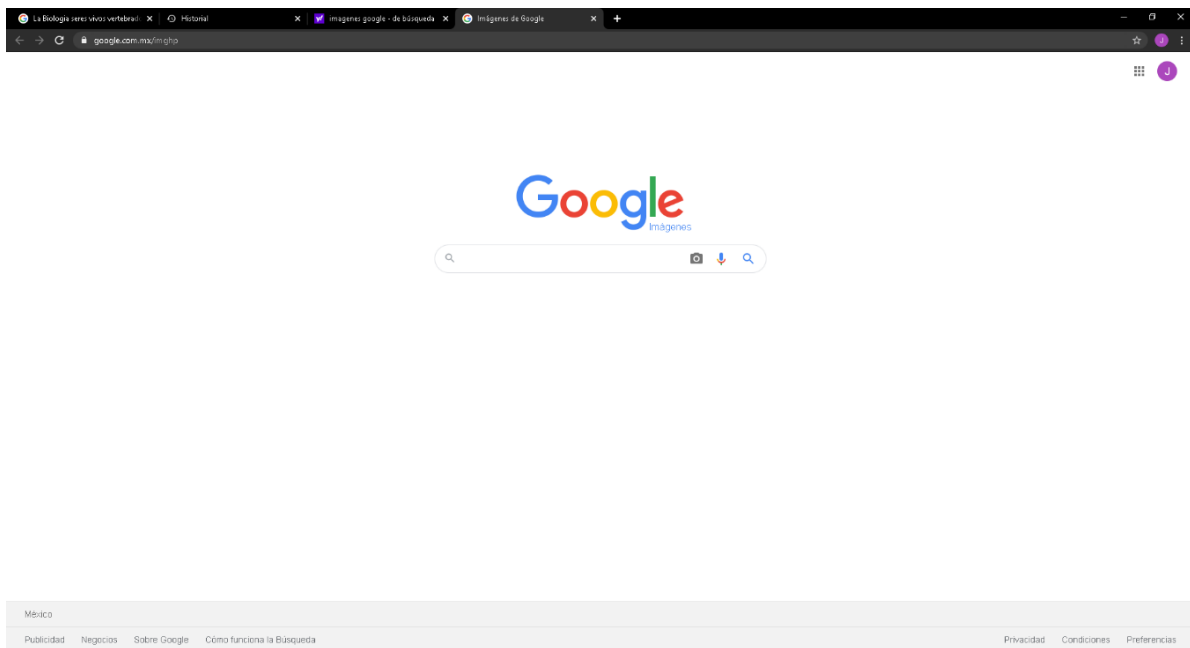 La Biología seres vivos vertebrad
Historial
imagenes google - de búsqueda
Imágenes de Google
google.com.mx/imghp
J
J
Google
Imágenes
México
Publicidad Negocios Sobre Google Cómo funciona la Búsqueda
Privacidad Condiciones Preferencias